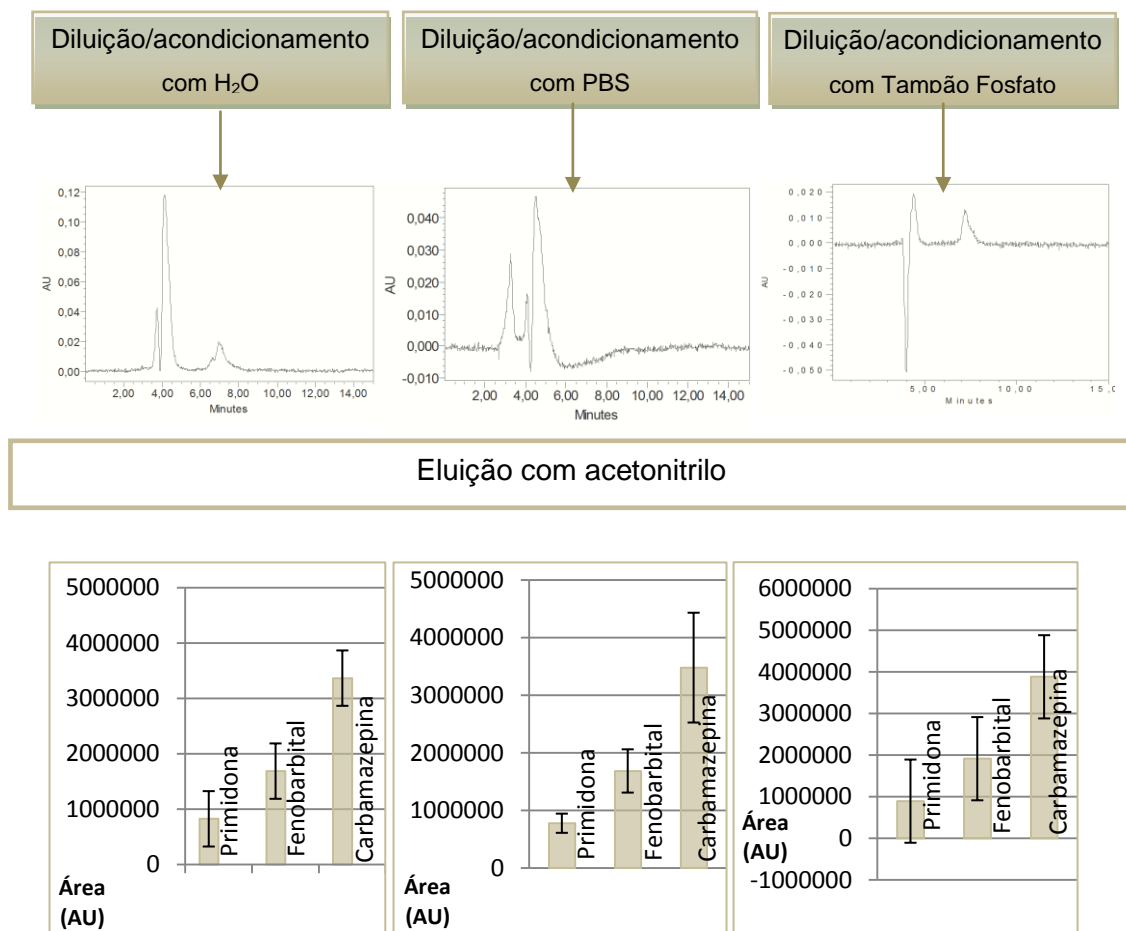 Diluição/acondicionamento
com H₂O
Diluição/acondicionamento
com PBS
Diluição/acondicionamento
com Tampão Fosfato
AU
0,12
0,10
0,08
0,06
0,04
0,02
0,00
2,00 4,00 6,00 8,00 10,00 12,00 14,00
Minutes
AU
0,040
0,030
0,020
0,010
0,000
-0,010
2,00 4,00 6,00 8,00 10,00 12,00 14,00
Minutes
AU
0,020
0,010
0,000
-0,010
-0,020
-0,030
-0,040
-0,050
5,00 10,00 15,0
Minutes
Eluição com acetonitrilo
5000000
4000000
3000000
2000000
1000000
0
Primidona
Fenobarbital
Carbamazepina
Área
(AU)
5000000
4000000
3000000
2000000
1000000
0
Primidona
Fenobarbital
Carbamazepina
Área
(AU)
6000000
5000000
4000000
3000000
2000000
1000000
0
-1000000
Primidona
Fenobarbital
Carbamazepina
Área
(AU)